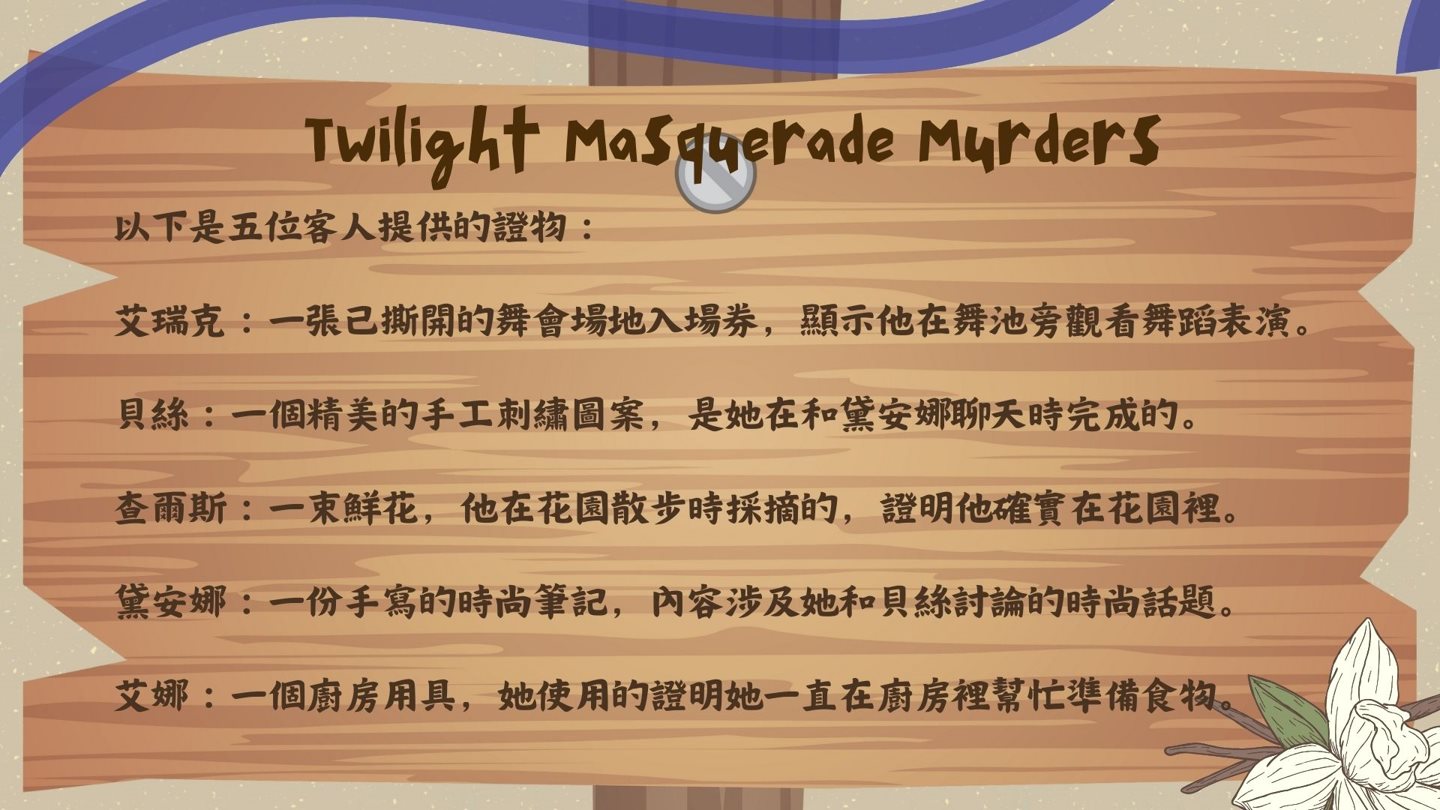 Twilight Masquerade Murders
以下是五位客人提供的證物：
艾瑞克：一張已撕開的舞會場地入場券，顯示他在舞池旁觀看舞蹈表演。
貝絲：一個精美的手工刺繡圖案，是她在和黛安娜聊天時完成的。
查爾斯：一束鮮花，他在花園散步時採摘的，證明他確實在花園裡。
黛安娜：一份手寫的時尚筆記，內容涉及她和貝絲討論的時尚話題。
艾娜：一個廚房用具，她使用的證明她一直在廚房裡幫忙準備食物。